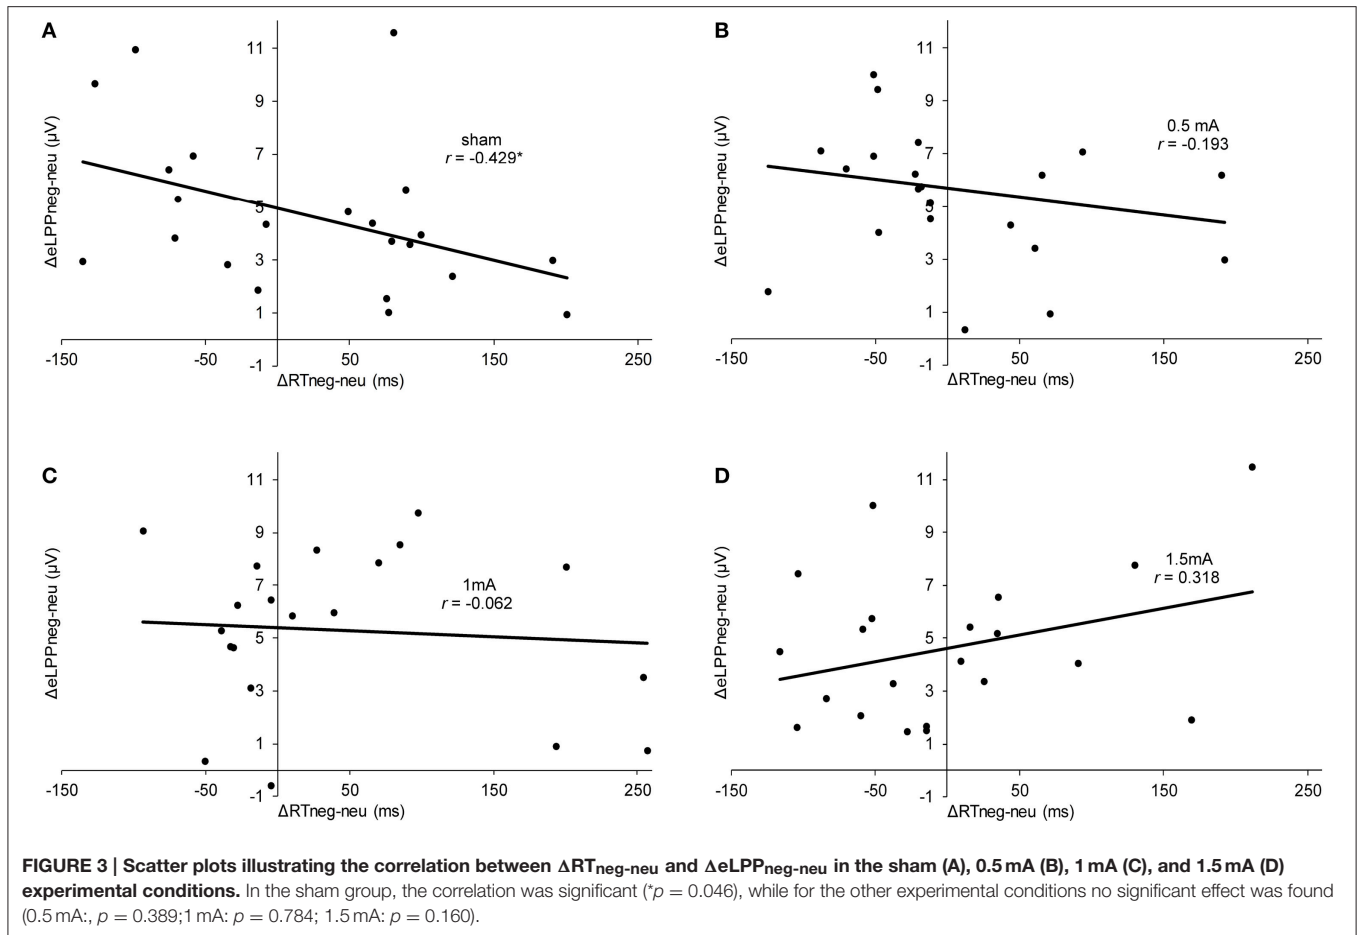 A
11
9
7
5
3
1
-1
-150
-50
50
150
250
sham
r = -0.429*
ΔeLPPneg-neu (µV)
ΔRTneg-neu (ms)
B
11
9
7
5
3
1
-1
-150
-50
50
150
250
0.5 mA
r = -0.193
ΔeLPPneg-neu (µV)
ΔRTneg-neu (ms)
C
11
9
7
5
3
1
-1
-150
-50
50
150
250
1mA
r = -0.062
ΔeLPPneg-neu (µV)
ΔRTneg-neu (ms)
D
11
9
7
5
3
1
-1
-150
-50
50
150
250
1.5mA
r = 0.318
ΔeLPPneg-neu (µV)
ΔRTneg-neu (ms)
FIGURE 3 | Scatter plots illustrating the correlation between ΔRTneg-neu and ΔeLPPneg-neu in the sham (A), 0.5 mA (B), 1 mA (C), and 1.5 mA (D)
experimental conditions. In the sham group, the correlation was significant (*p = 0.046), while for the other experimental conditions no significant effect was found
(0.5 mA:, p = 0.389;1 mA: p = 0.784; 1.5 mA: p = 0.160).